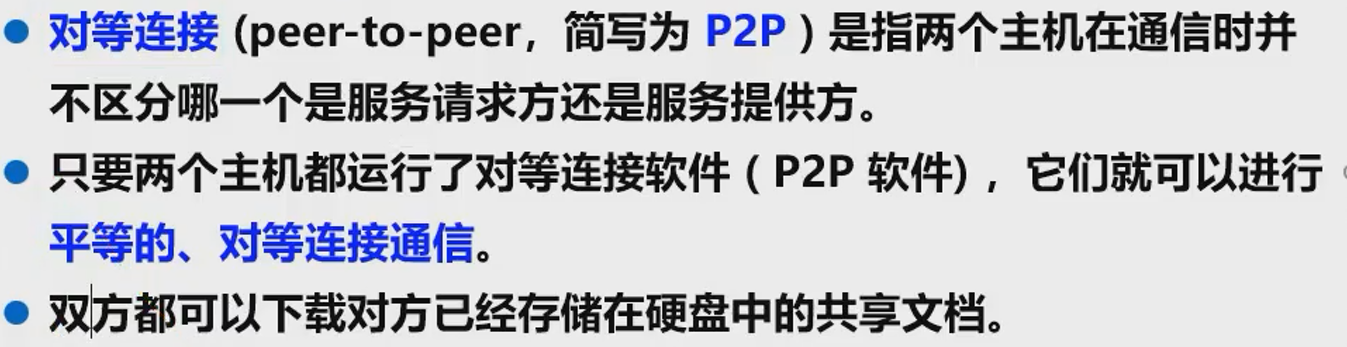 对等连接 (peer-to-peer，简写为 P2P ) 是指两个主机在通信时并
不区分哪一个是服务请求方还是服务提供方。
只要两个主机都运行了对等连接软件 ( P2P 软件) ，它们就可以进行
平等的、对等连接通信。
双方都可以下载对方已经存储在硬盘中的共享文档。